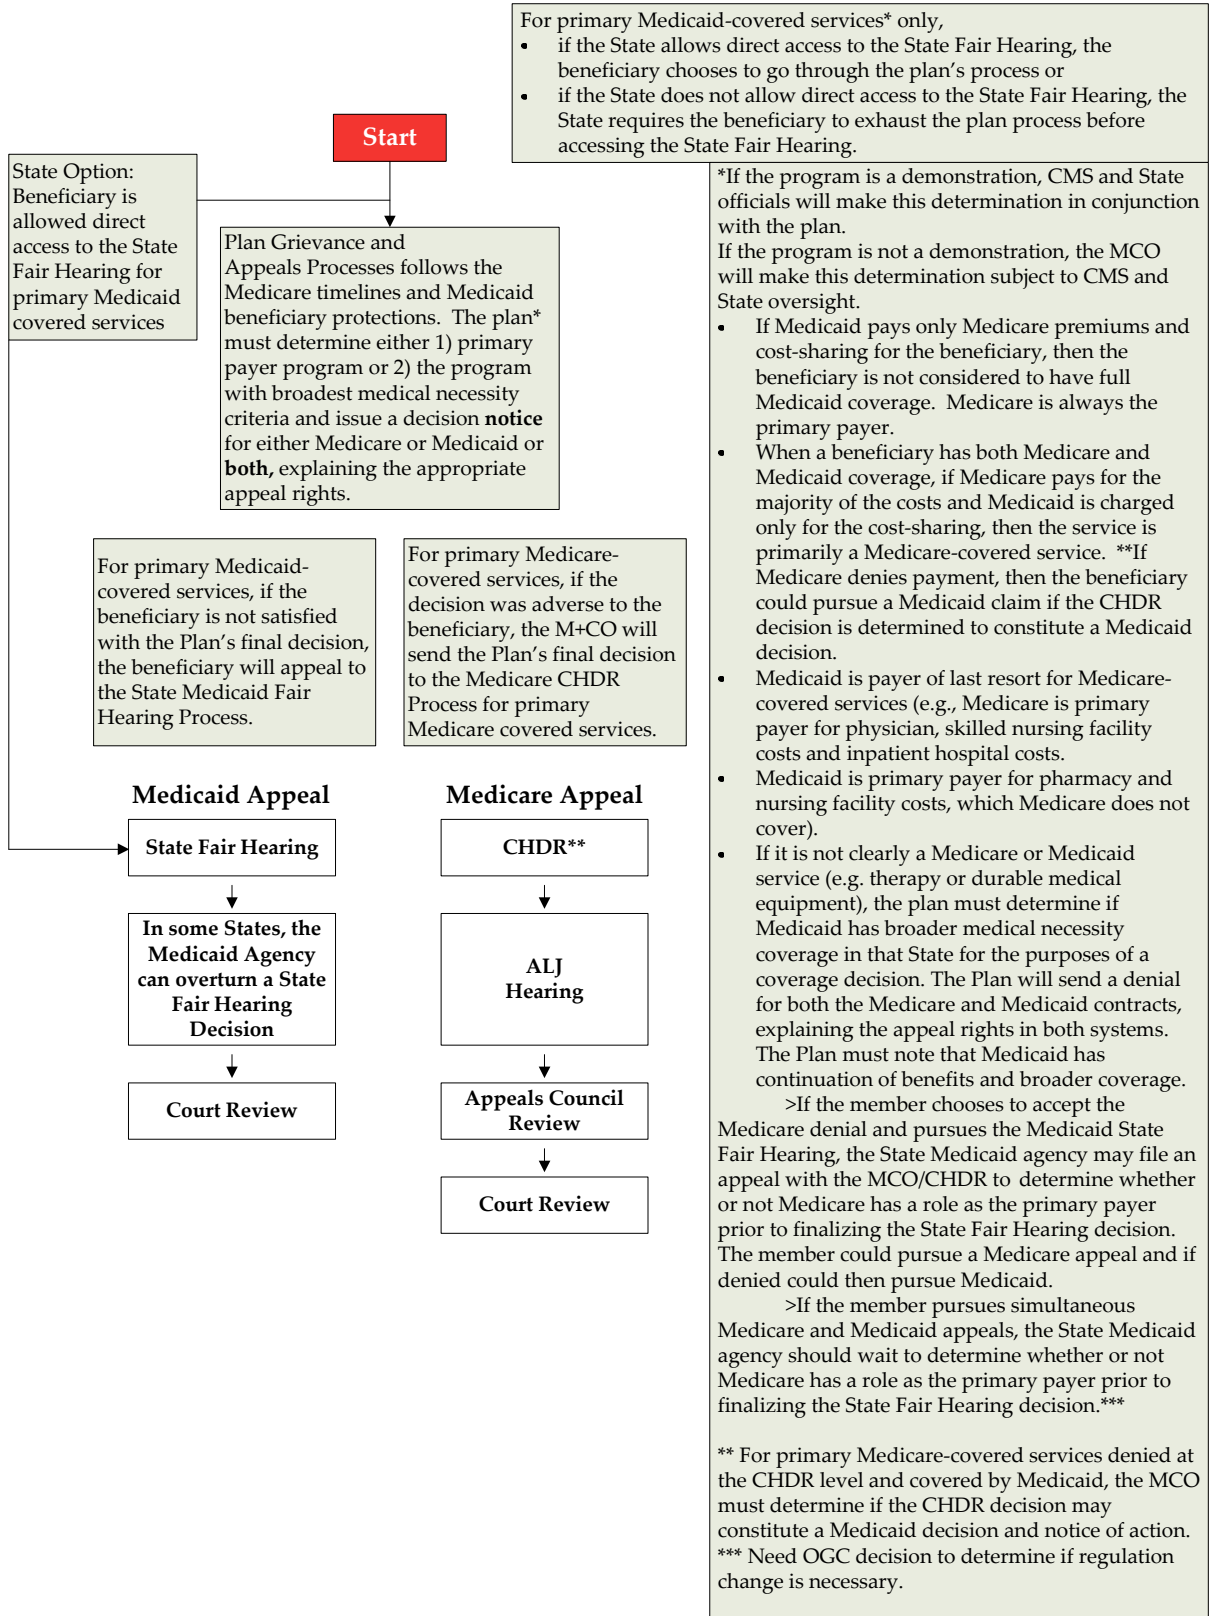 For primary Medicaid-covered services* only,
• if the State allows direct access to the State Fair Hearing, the
beneficiary chooses to go through the plan's process or
• if the State does not allow direct access to the State Fair Hearing, the
State requires the beneficiary to exhaust the plan process before
accessing the State Fair Hearing.
Start
State Option:
Beneficiary is
allowed direct
access to the State
Fair Hearing for
primary Medicaid
covered services
Plan Grievance and
Appeals Processes follows the
Medicare timelines and Medicaid
beneficiary protections. The plan*
must determine either 1) primary
payer program or 2) the program
with broadest medical necessity
criteria and issue a decision notice
for either Medicare or Medicaid or
both, explaining the appropriate
appeal rights.
For primary Medicaid-
covered services, if the
beneficiary is not satisfied
with the Plan's final decision,
the beneficiary will appeal to
the State Medicaid Fair
Hearing Process.
For primary Medicare-
covered services, if the
decision was adverse to the
beneficiary, the M+CO will
send the Plan's final decision
to the Medicare CHDR
Process for primary
Medicare covered services.
Medicaid Appeal
State Fair Hearing
In some States, the
Medicaid Agency
can overturn a State
Fair Hearing
Decision
Court Review
Medicare Appeal
CHDR**
ALJ
Hearing
Appeals Council
Review
Court Review
*If the program is a demonstration, CMS and State
officials will make this determination in conjunction
with the plan.
If the program is not a demonstration, the MCO
will make this determination subject to CMS and
State oversight.
• If Medicaid pays only Medicare premiums and
cost-sharing for the beneficiary, then the
beneficiary is not considered to have full
Medicaid coverage. Medicare is always the
primary payer.
• When a beneficiary has both Medicare and
Medicaid coverage, if Medicare pays for the
majority of the costs and Medicaid is charged
only for the cost-sharing, then the service is
primarily a Medicare-covered service. **If
Medicare denies payment, then the beneficiary
could pursue a Medicaid claim if the CHDR
decision is determined to constitute a Medicaid
decision.
• Medicaid is payer of last resort for Medicare-
covered services (e.g., Medicare is primary
payer for physician, skilled nursing facility
costs and inpatient hospital costs.
• Medicaid is primary payer for pharmacy and
nursing facility costs, which Medicare does not
cover).
• If it is not clearly a Medicare or Medicaid
service (e.g. therapy or durable medical
equipment), the plan must determine if
Medicaid has broader medical necessity
coverage in that State for the purposes of a
coverage decision. The Plan will send a denial
for both the Medicare and Medicaid contracts,
explaining the appeal rights in both systems.
The Plan must note that Medicaid has
continuation of benefits and broader coverage.
>If the member chooses to accept the
Medicare denial and pursues the Medicaid State
Fair Hearing, the State Medicaid agency may file an
appeal with the MCO/CHDR to determine whether
or not Medicare has a role as the primary payer
prior to finalizing the State Fair Hearing decision.
The member could pursue a Medicare appeal and if
denied could then pursue Medicaid.
>If the member pursues simultaneous
Medicare and Medicaid appeals, the State Medicaid
agency should wait to determine whether or not
Medicare has a role as the primary payer prior to
finalizing the State Fair Hearing decision.***
** For primary Medicare-covered services denied at
the CHDR level and covered by Medicaid, the MCO
must determine if the CHDR decision may
constitute a Medicaid decision and notice of action.
*** Need OGC decision to determine if regulation
change is necessary.